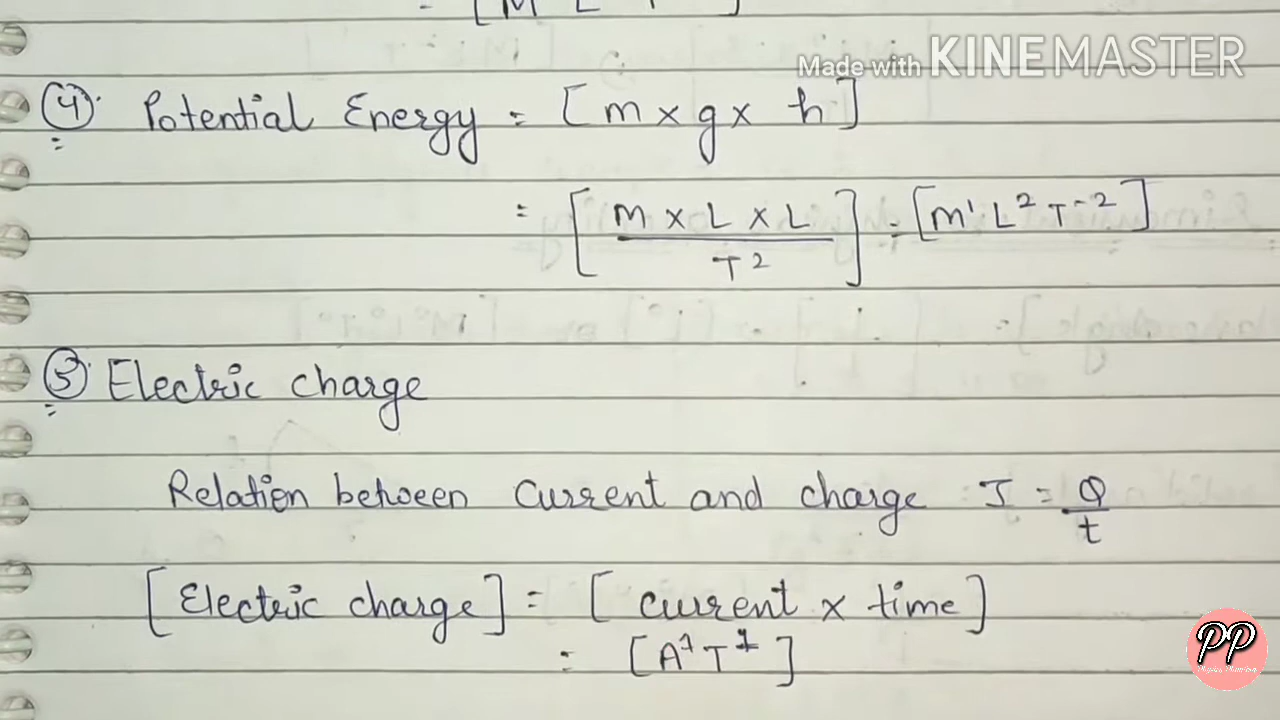 Made with KINEMASTER
④ Potential Energy = [m x g x h]
= [M x L x L / T²] = [M¹ L² T⁻²]
⑤ Electric charge
Relation between current and charge I = Q/t
[Electric charge] = [current x time]
= [A¹ T¹]
PP